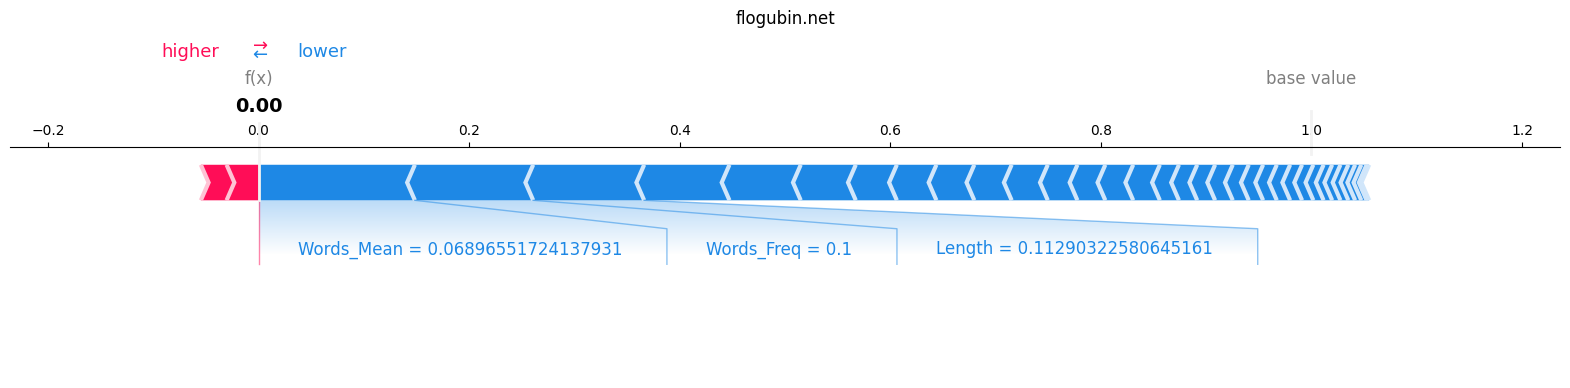 flogubin.net
higher → ← lower
f(x) base value
0.00
−0.2 0.0 0.2 0.4 0.6 0.8 1.0 1.2
Words_Mean = 0.06896551724137931 Words_Freq = 0.1 Length = 0.11290322580645161